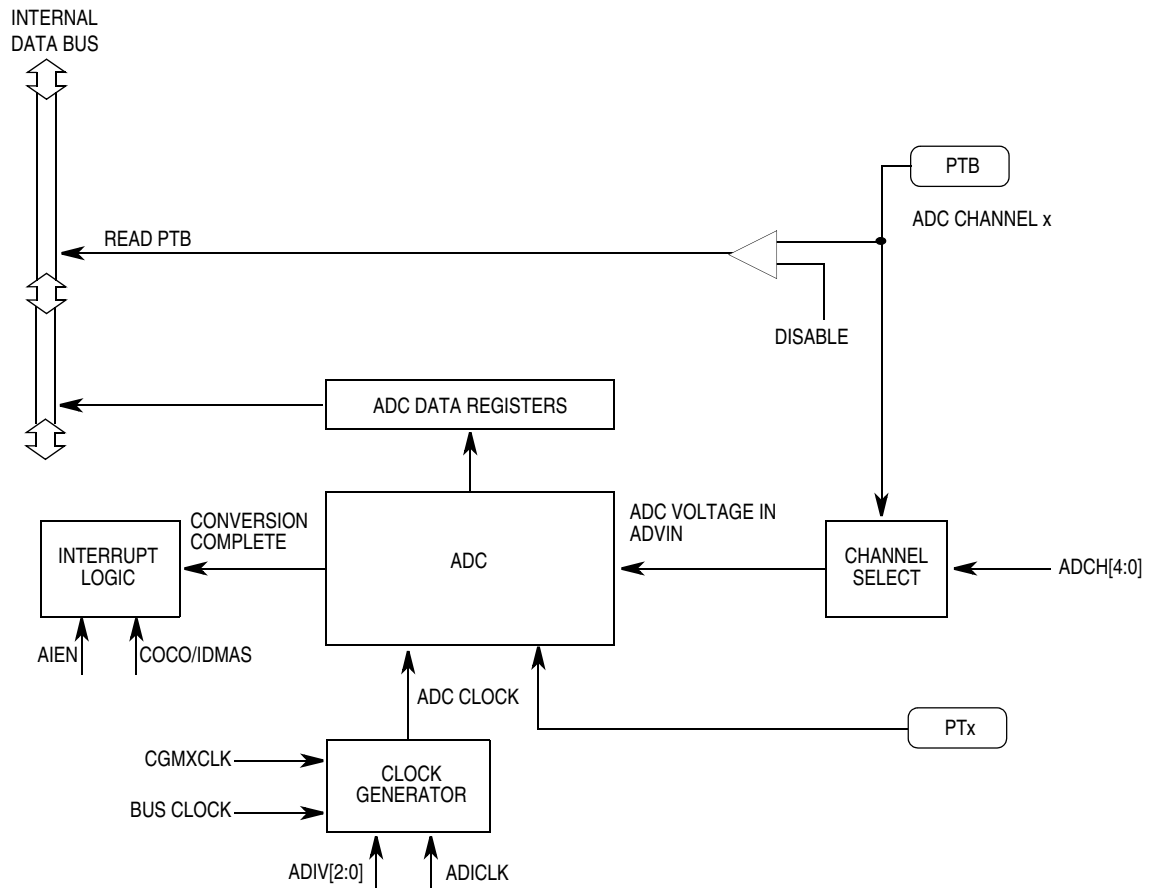 INTERNAL
DATA BUS
PTB
ADC CHANNEL x
READ PTB
DISABLE
ADC DATA REGISTERS
CONVERSION
COMPLETE
ADC VOLTAGE IN
ADVIN
INTERRUPT
LOGIC
ADC
CHANNEL
SELECT
ADCH[4:0]
AIEN
COCO/IDMAS
ADC CLOCK
PTx
CGMXCLK
CLOCK
GENERATOR
BUS CLOCK
ADIV[2:0]
ADICLK